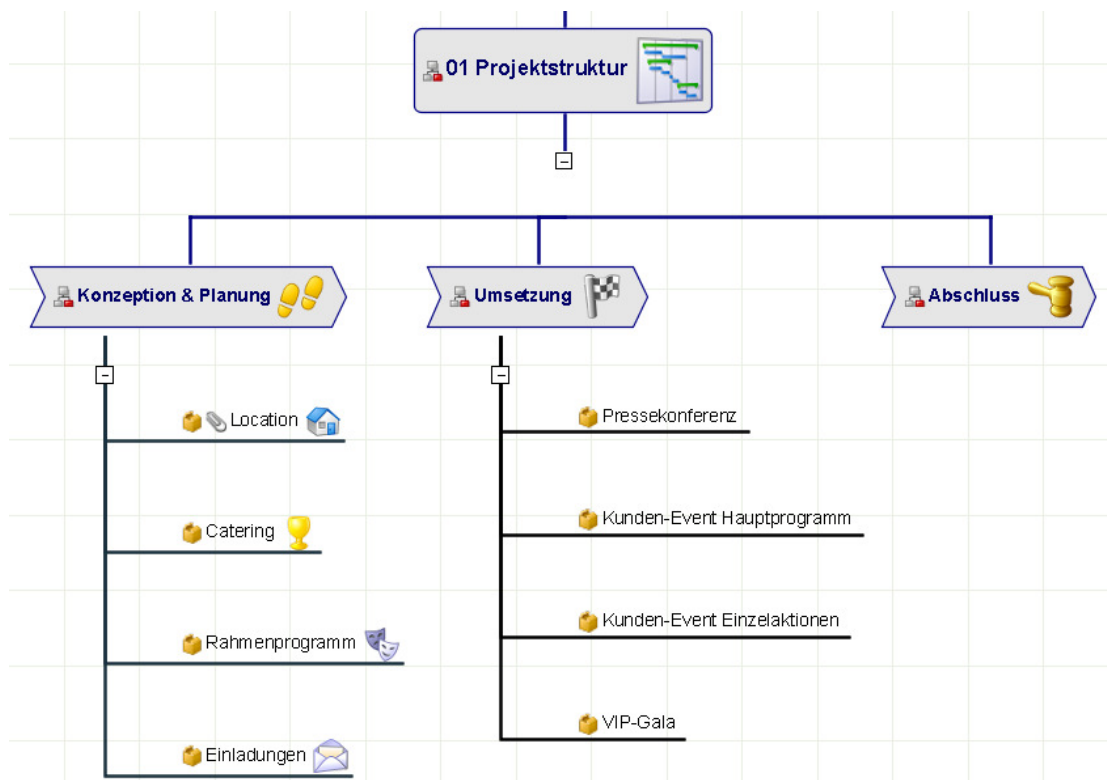 01 Projektstruktur
Konzeption & Planung
Umsetzung
Abschluss
Location
Catering
Rahmenprogramm
Einladungen
Pressekonferenz
Kunden-Event Hauptprogramm
Kunden-Event Einzelaktionen
VIP-Gala